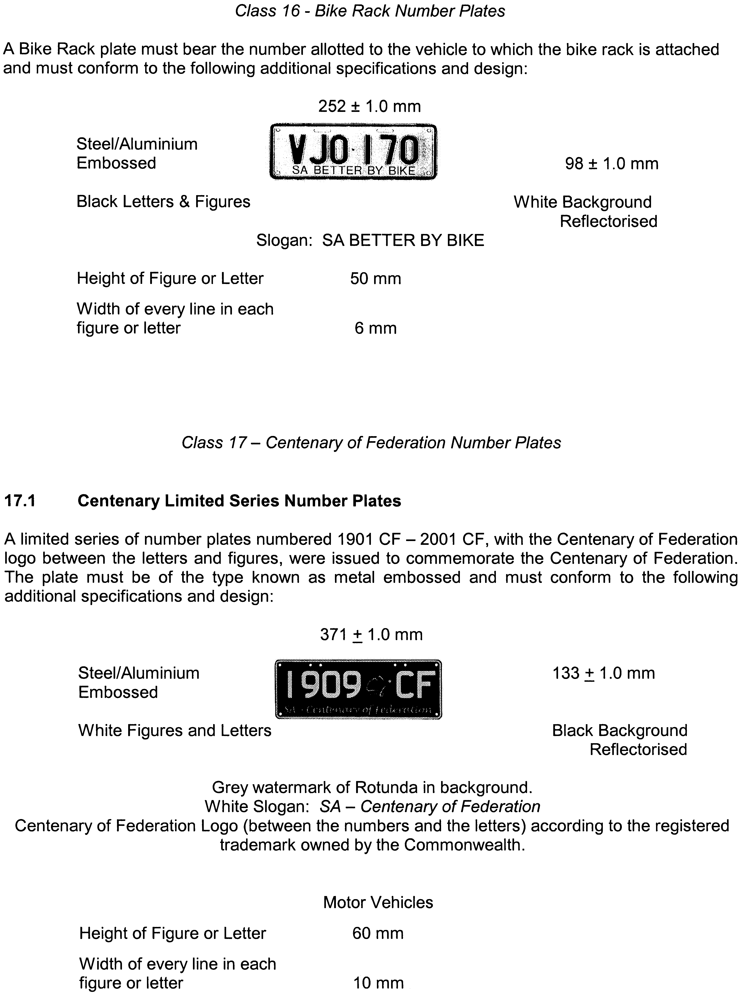 Class 16 - Bike Rack Number Plates
A Bike Rack plate must bear the number allotted to the vehicle to which the bike rack is attached
and must conform to the following additional specifications and design:
252 ± 1.0 mm
Steel/Aluminium
Embossed
VJO·170
SA BETTER BY BIKE
98 ± 1.0 mm
Black Letters & Figures
White Background
Reflectorised
Slogan: SA BETTER BY BIKE
Height of Figure or Letter 50 mm
Width of every line in each
figure or letter 6 mm
Class 17 – Centenary of Federation Number Plates
17.1 Centenary Limited Series Number Plates
A limited series of number plates numbered 1901 CF – 2001 CF, with the Centenary of Federation
logo between the letters and figures, were issued to commemorate the Centenary of Federation.
The plate must be of the type known as metal embossed and must conform to the following
additional specifications and design:
371 ± 1.0 mm
Steel/Aluminium
Embossed
1909 CF
SA - Centenary of Federation
133 ± 1.0 mm
White Figures and Letters
Black Background
Reflectorised
Grey watermark of Rotunda in background.
White Slogan: SA – Centenary of Federation
Centenary of Federation Logo (between the numbers and the letters) according to the registered
trademark owned by the Commonwealth.
Motor Vehicles
Height of Figure or Letter 60 mm
Width of every line in each
figure or letter 10 mm